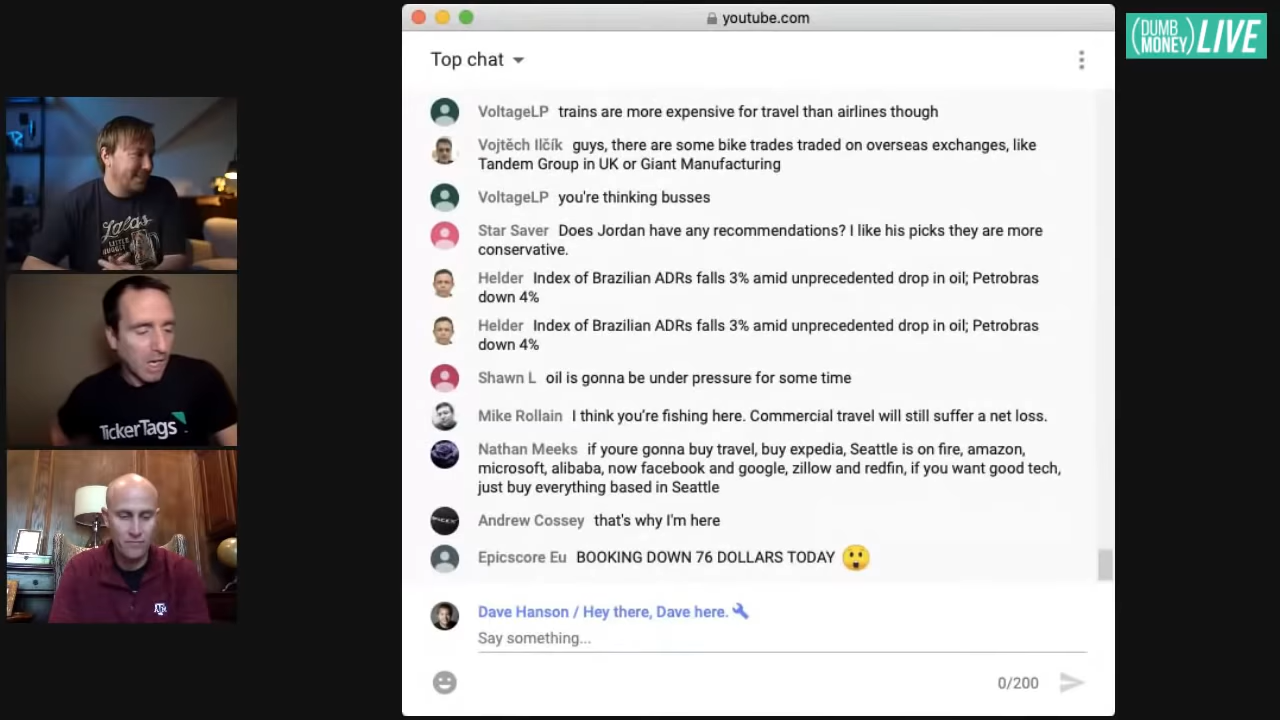 youtube.com
(DUMB MONEY) LIVE
Top chat
VoltageLP trains are more expensive for travel than airlines though
Vojtěch Ilčík guys, there are some bike trades traded on overseas exchanges, like
Tandem Group in UK or Giant Manufacturing
VoltageLP you're thinking busses
Star Saver Does Jordan have any recommendations? I like his picks they are more
conservative.
Helder Index of Brazilian ADRs falls 3% amid unprecedented drop in oil; Petrobras
down 4%
Helder Index of Brazilian ADRs falls 3% amid unprecedented drop in oil; Petrobras
down 4%
Shawn L oil is gonna be under pressure for some time
Mike Rollain I think you're fishing here. Commercial travel will still suffer a net loss.
Nathan Meeks if youre gonna buy travel, buy expedia, Seattle is on fire, amazon,
microsoft, alibaba, now facebook and google, zillow and redfin, if you want good tech,
just buy everything based in Seattle
Andrew Cossey that's why I'm here
Epicscore Eu BOOKING DOWN 76 DOLLARS TODAY 😲
Dave Hanson / Hey there, Dave here.
Say something...
0/200
Lala's
LITTLE
NUGGET
TickerTags